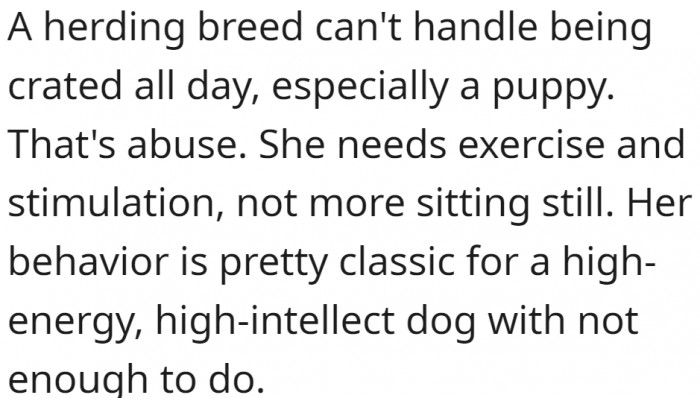 A herding breed can't handle being
crated all day, especially a puppy.
That's abuse. She needs exercise and
stimulation, not more sitting still. Her
behavior is pretty classic for a high-
energy, high-intellect dog with not
enough to do.